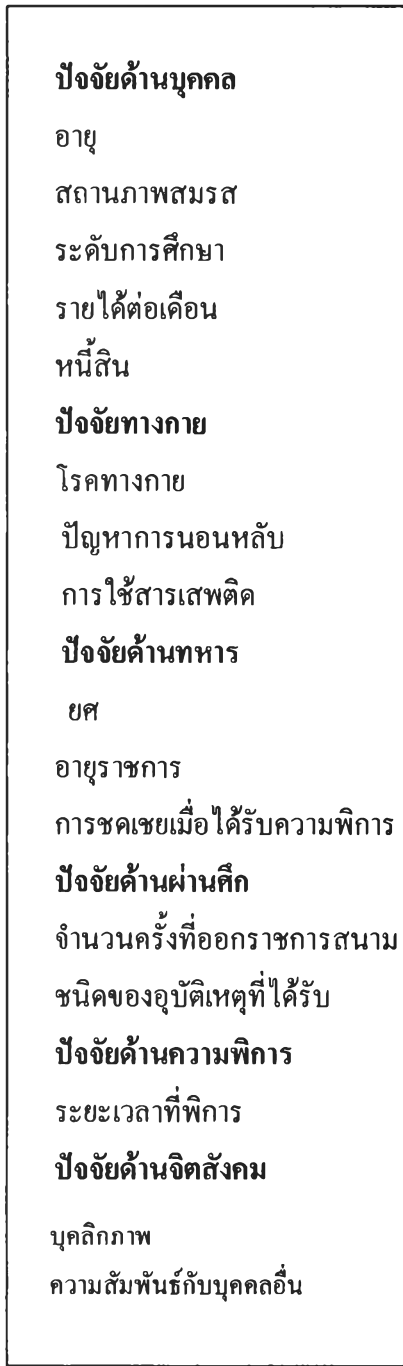 ปัจจัยด้านบุคคล
อายุ
สถานภาพสมรส
ระดับการศึกษา
รายได้ต่อเดือน
หนี้สิน
ปัจจัยทางกาย
โรคทางกาย
ปัญหาการนอนหลับ
การใช้สารเสพติด
ปัจจัยด้านทหาร
ยศ
อายุราชการ
การชดเชยเมื่อได้รับความพิการ
ปัจจัยด้านผ่านศึก
จำนวนครั้งที่ออกราชการสนาม
ชนิดของอุบัติเหตุที่ได้รับ
ปัจจัยด้านความพิการ
ระยะเวลาที่พิการ
ปัจจัยด้านจิตสังคม
บุคลิกภาพ
ความสัมพันธ์กับบุคคลอื่น